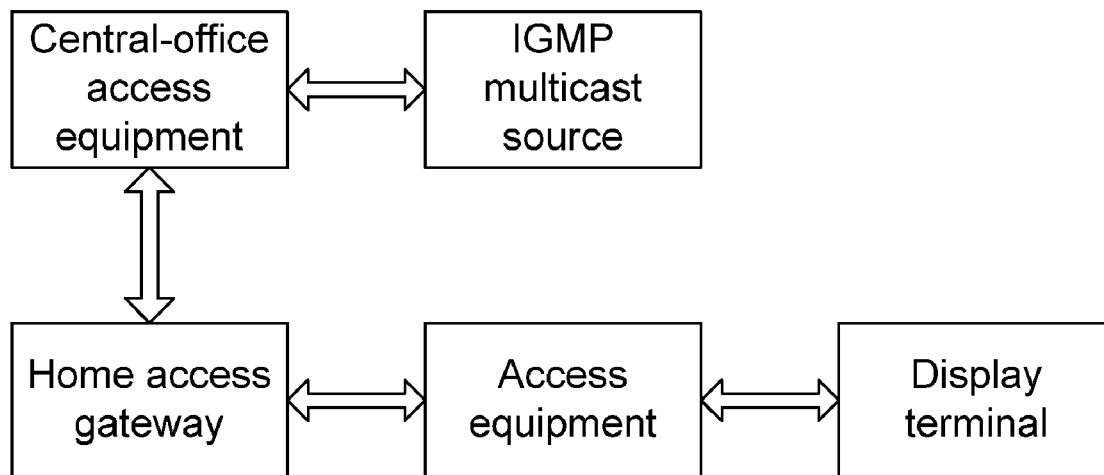 Central-office
access
equipment
IGMP
multicast
source
Home access
gateway
Access
equipment
Display
terminal